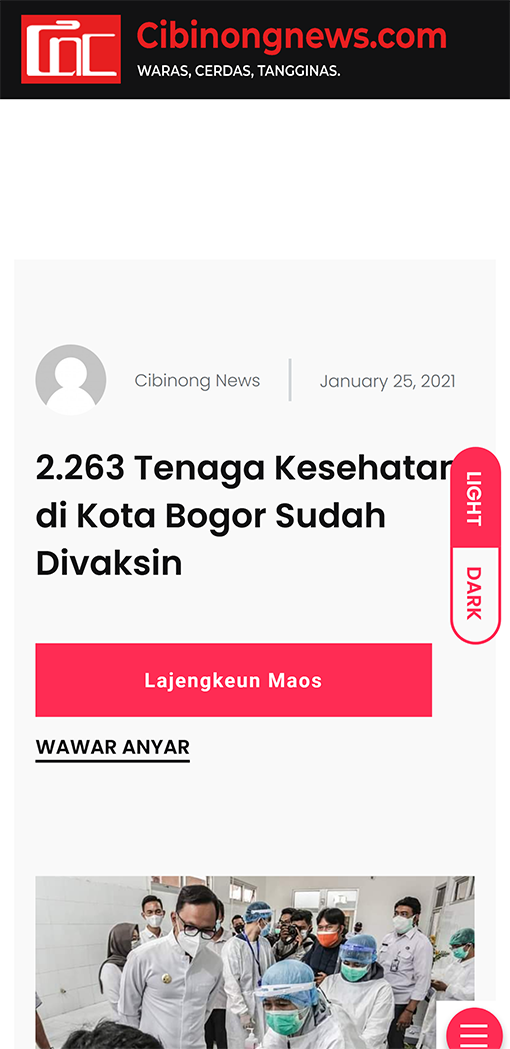 Cibinongnews.com
WARAS, CERDAS, TANGGINAS.
Cibinong News
January 25, 2021
2.263 Tenaga Kesehatan
di Kota Bogor Sudah
Divaksin
LIGHT
DARK
Lajengkeun Maos
WAWAR ANYAR